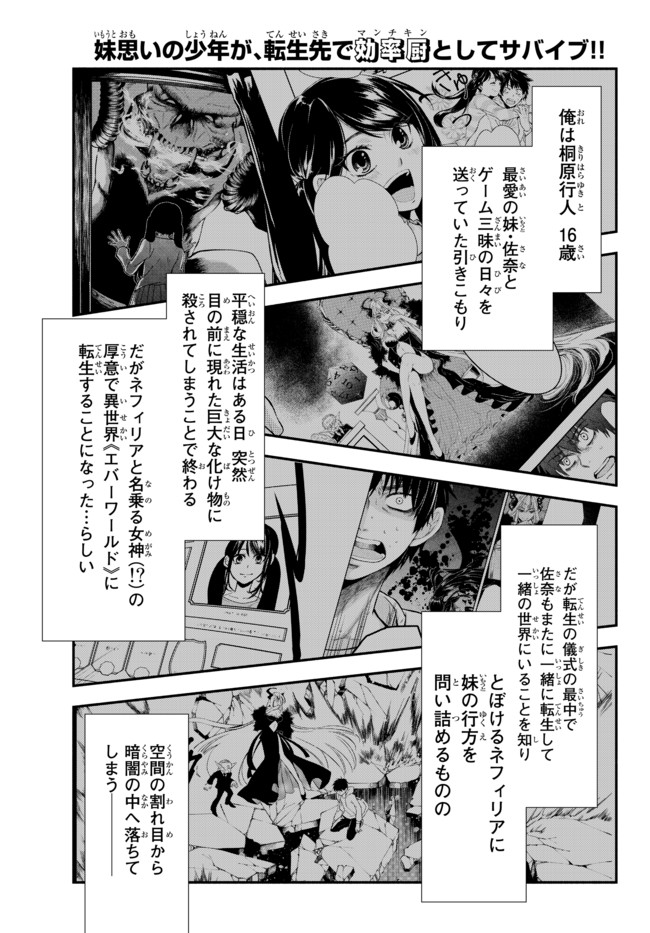 妹思いの少年が、転生先で効率厨としてサバイブ!!
俺は桐原行人 16歳
最愛の妹・佐奈と
ゲーム三昧の日々を
送っていた引きこもり
平穏な生活はある日 突然
目の前に現れた巨大な化け物に
殺されてしまうことで終わる
だがネフィリアと名乗る女神(!?)の
厚意で異世界《エバーワールド》に
転生することになった…らしい
だが転生の儀式の最中で
佐奈もまたに一緒に転生して
一緒の世界にいることを知り
とぼけるネフィリアに
妹の行方を
問い詰めるものの
空間の割れ目から
暗闇の中へ落ちて
しまう――